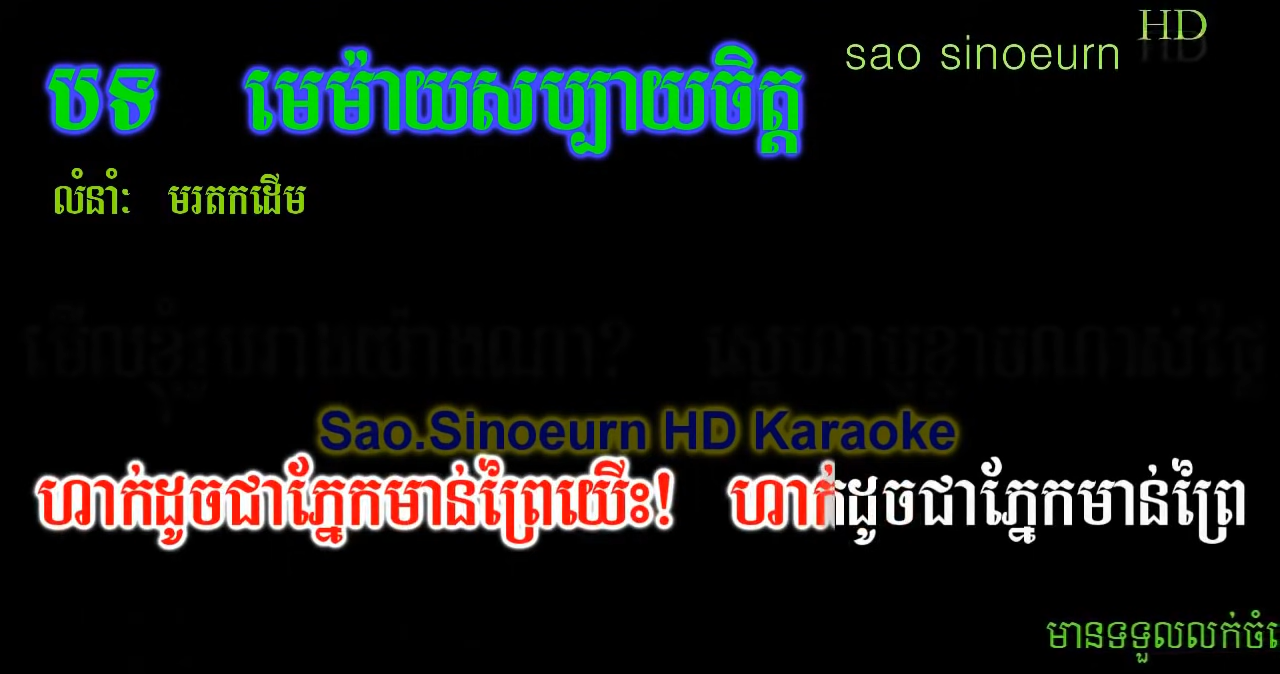 បទ មេម៉ាយសប្បាយចិត្ត
sao sinoeurn HD
លំនាំៈ មរតកដើម
Sao.Sinoeurn HD Karaoke
ហាក់ដូចជាភ្នែកមាន់ព្រៃយើះ! ហាក់ដូចជាភ្នែកមាន់ព្រៃ
មានទទួលលក់ចំ